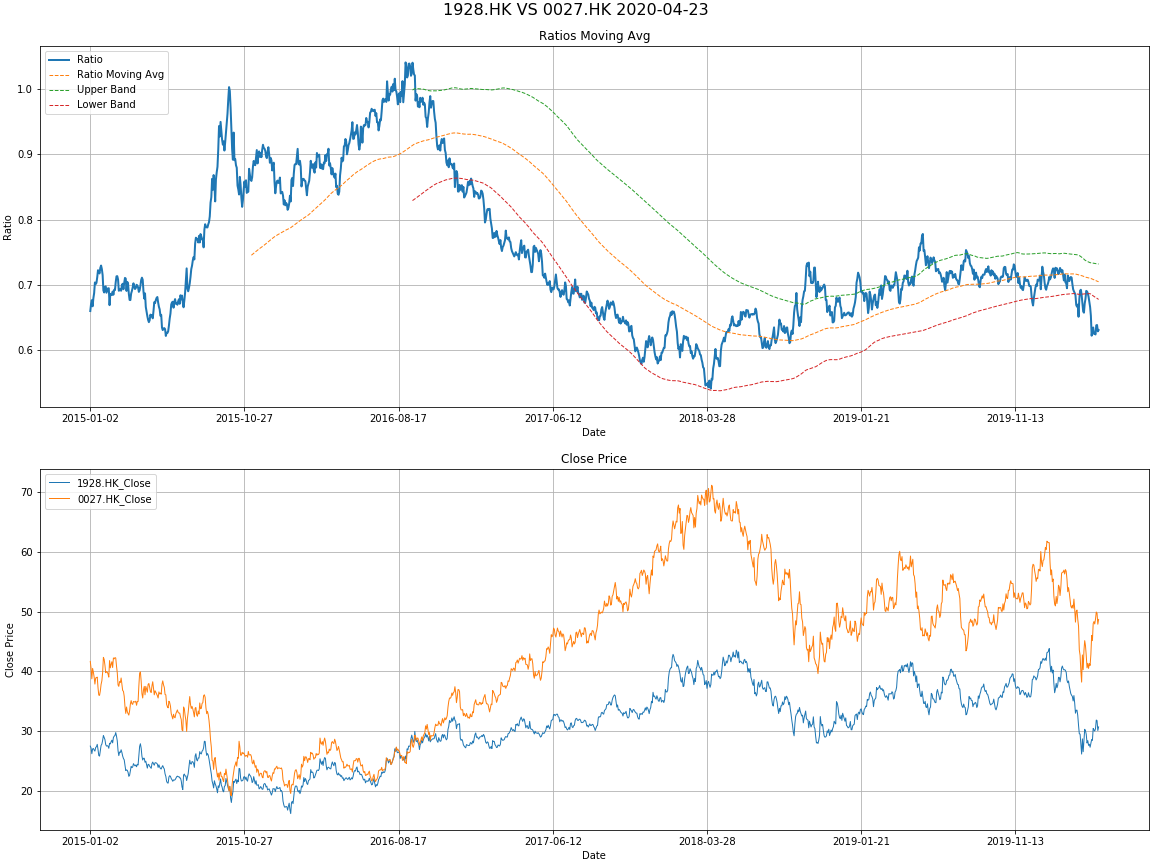 1928.HK VS 0027.HK 2020-04-23
Ratios Moving Avg
Ratio
Ratio Moving Avg
Upper Band
Lower Band
1.0
0.9
0.8
0.7
0.6
Ratio
2015-01-02 2015-10-27 2016-08-17 2017-06-12 2018-03-28 2019-01-21 2019-11-13
Date
Close Price
1928.HK_Close
0027.HK_Close
70
60
50
40
30
20
Close Price
2015-01-02 2015-10-27 2016-08-17 2017-06-12 2018-03-28 2019-01-21 2019-11-13
Date